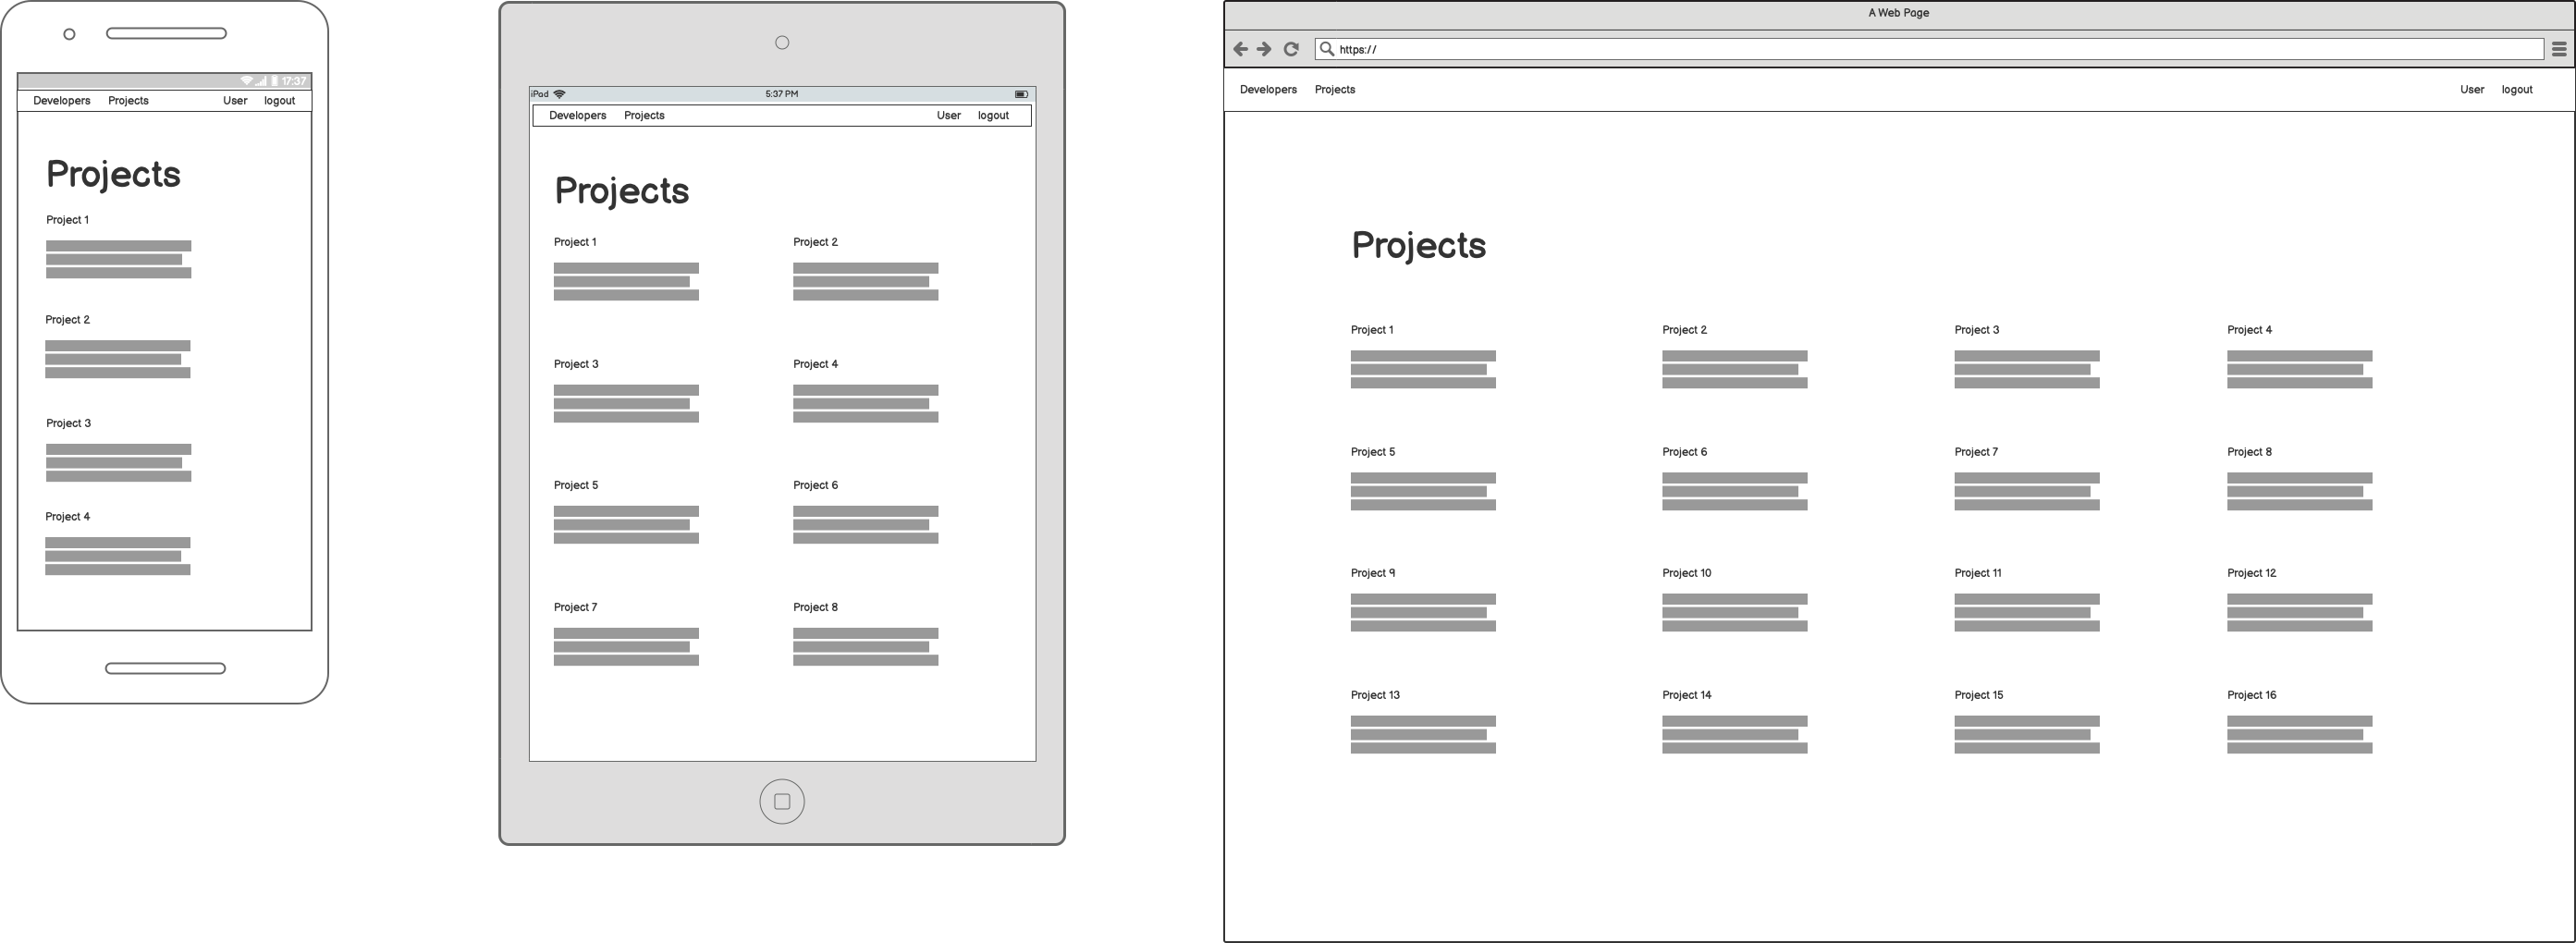 17:37
Developers Projects User logout
Projects
Project 1
Project 2
Project 3
Project 4
iPad 5:37 PM
Developers Projects User logout
Projects
Project 1 Project 2
Project 3 Project 4
Project 5 Project 6
Project 7 Project 8
A Web Page
https://
Developers Projects User logout
Projects
Project 1 Project 2 Project 3 Project 4
Project 5 Project 6 Project 7 Project 8
Project 9 Project 10 Project 11 Project 12
Project 13 Project 14 Project 15 Project 16